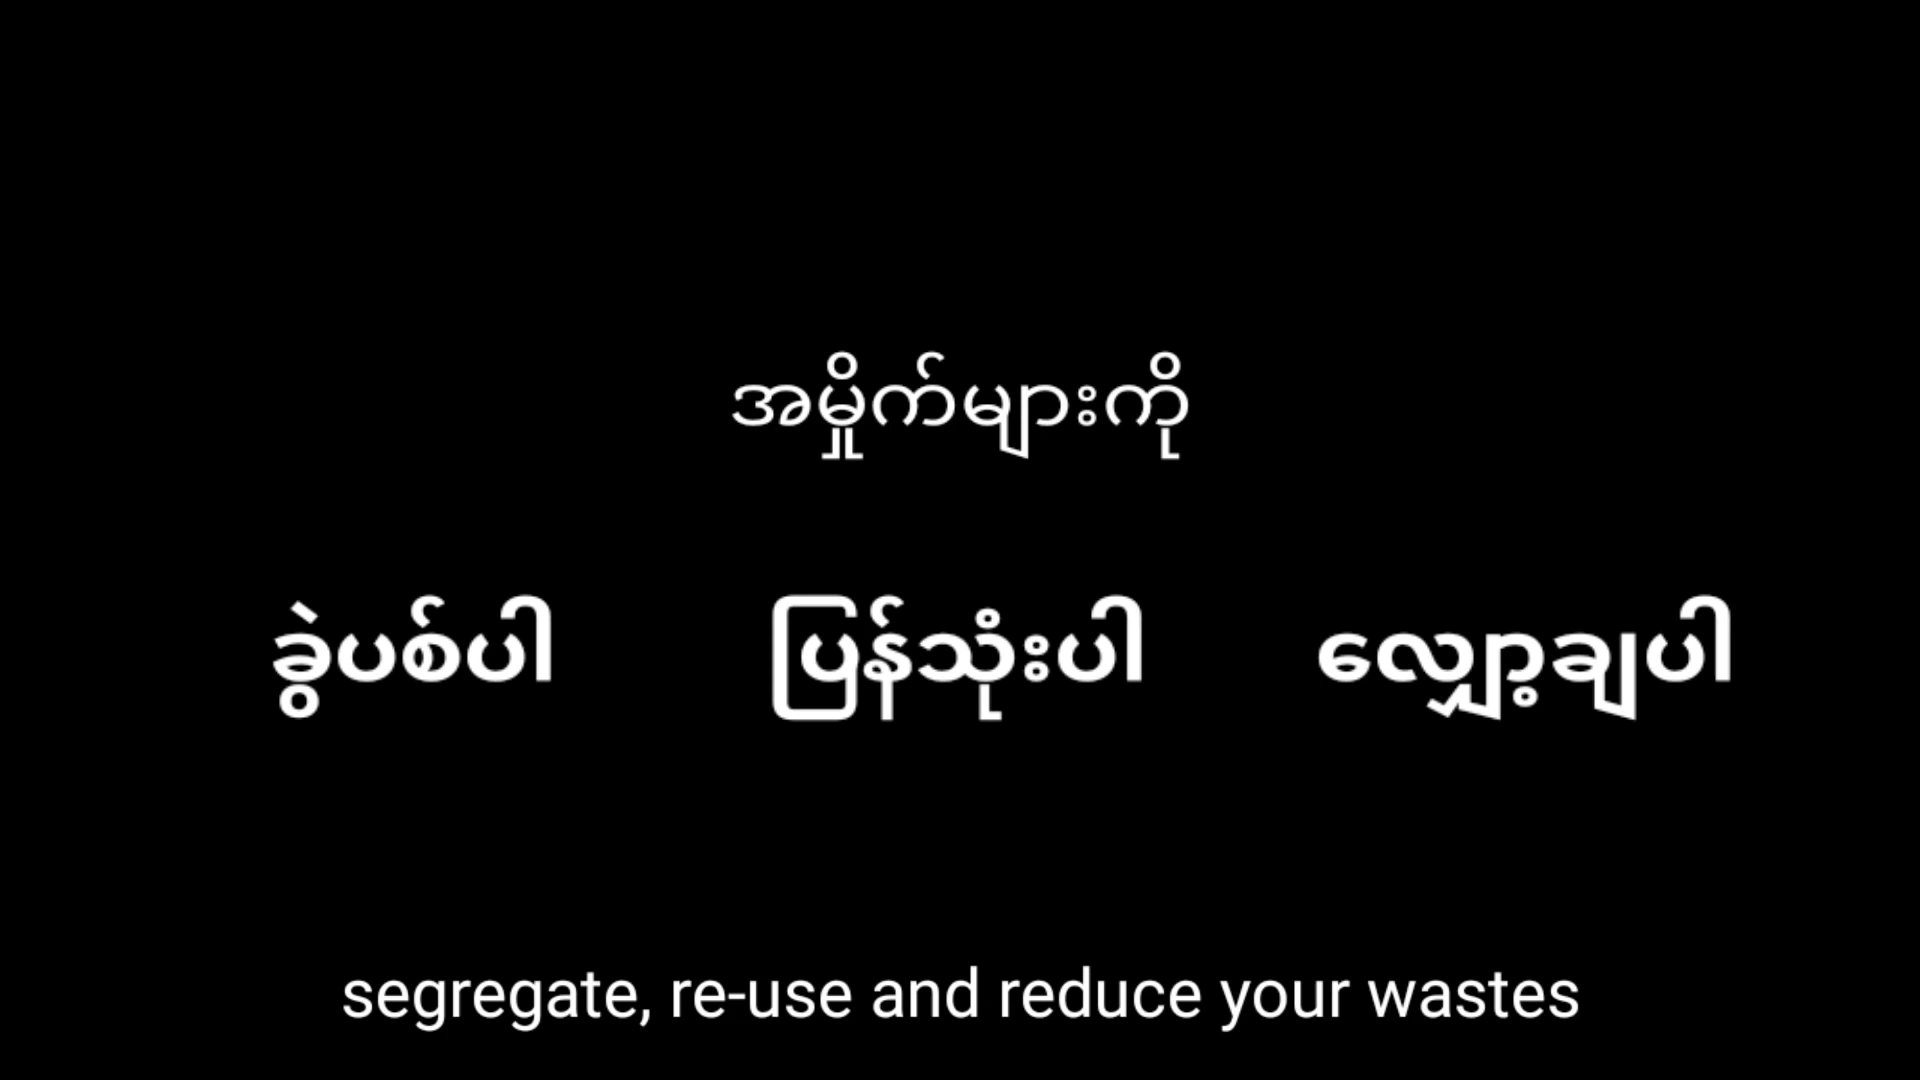 အမှိုက်များကို
ခွဲပစ်ပါ ပြန်သုံးပါ လျှော့ချပါ
segregate, re-use and reduce your wastes